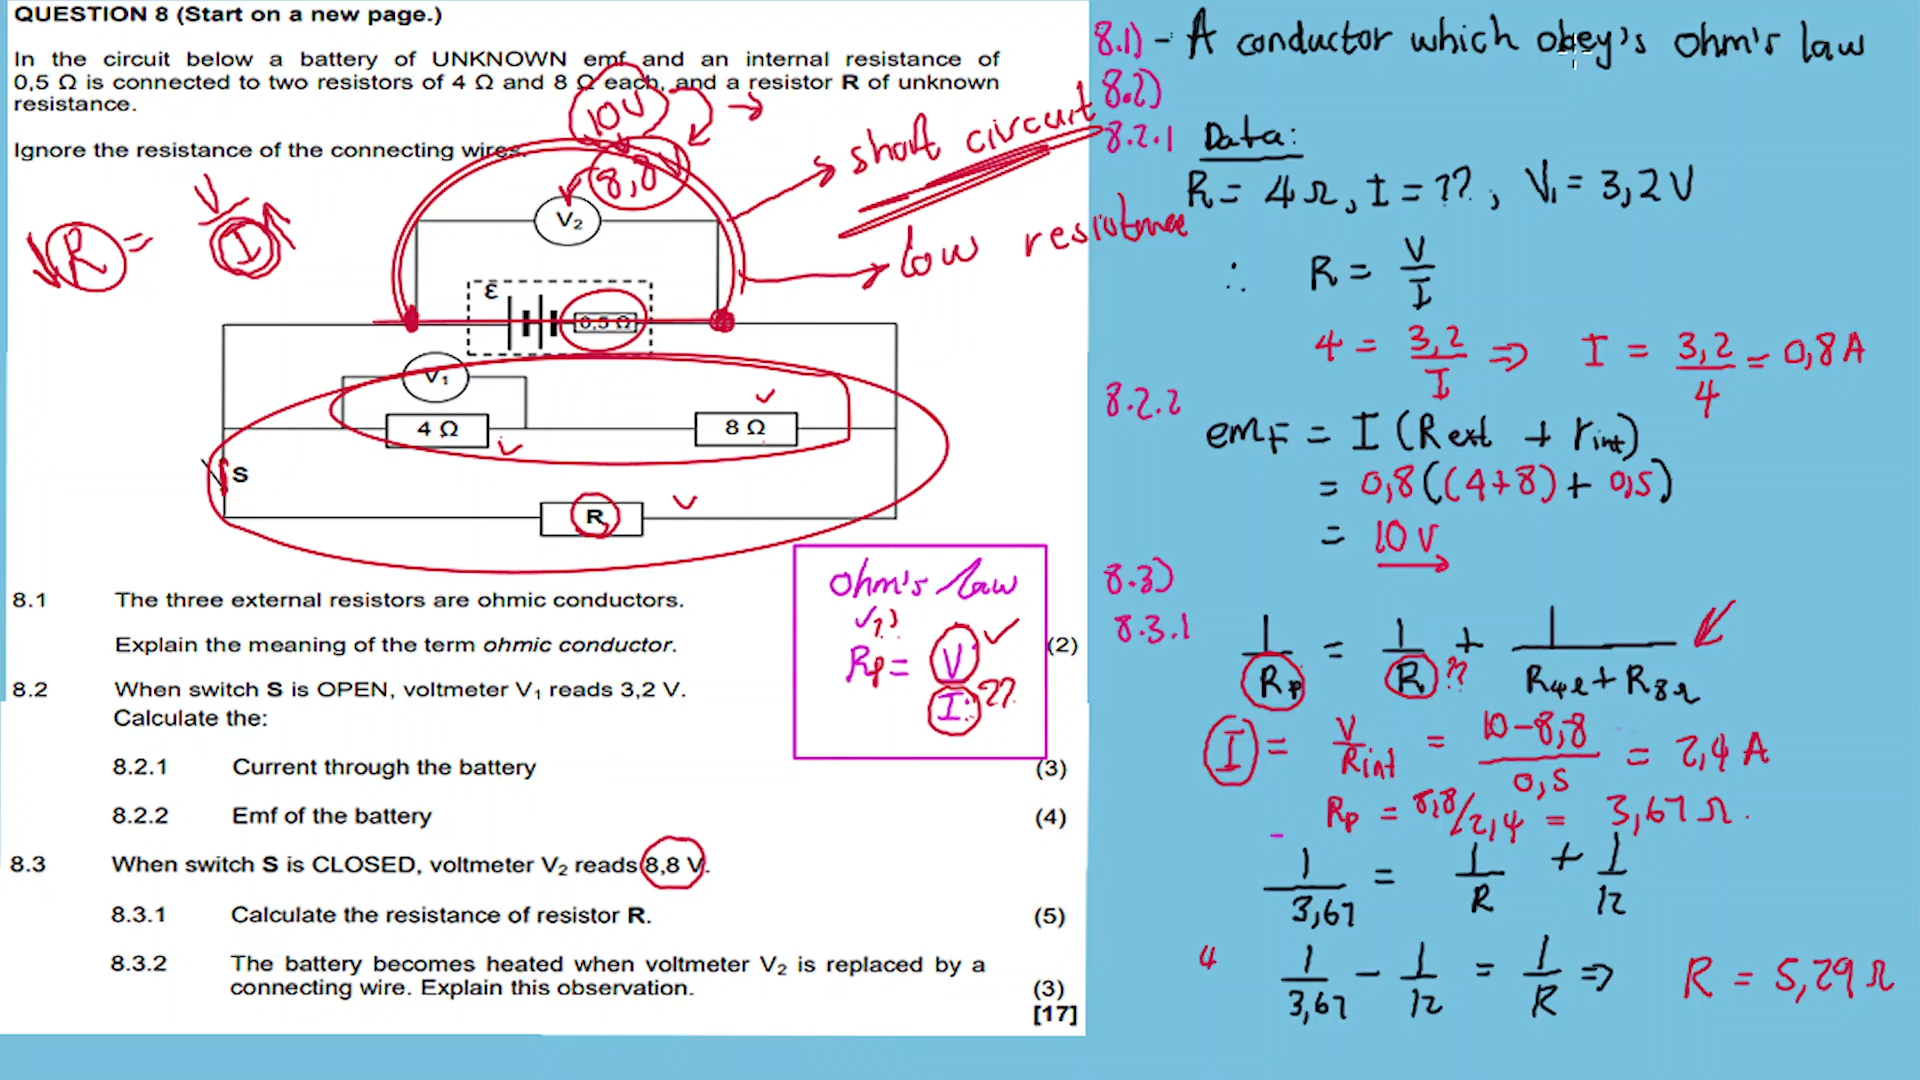 QUESTION 8 (Start on a new page.)
In the circuit below a battery of UNKNOWN emf and an internal resistance of
0,5 Ω is connected to two resistors of 4 Ω and 8 Ω each, and a resistor R of unknown
resistance.
Ignore the resistance of the connecting wires.
10V
8,8V
short circuit
low resistance
R = V/I
V₂
ε
0,5 Ω
V₁
4 Ω
8 Ω
S
R
ohm's law
V??
Rp = V/I ??
8.1 The three external resistors are ohmic conductors.
Explain the meaning of the term ohmic conductor. (2)
8.2 When switch S is OPEN, voltmeter V₁ reads 3,2 V.
Calculate the:
8.2.1 Current through the battery (3)
8.2.2 Emf of the battery (4)
8.3 When switch S is CLOSED, voltmeter V₂ reads 8,8 V.
8.3.1 Calculate the resistance of resistor R. (5)
8.3.2 The battery becomes heated when voltmeter V₂ is replaced by a
connecting wire. Explain this observation. (3)
[17]
8.1) - A conductor which obey's ohm's law
8.2)
8.2.1 Data:
R = 4Ω, I = ??, V₁ = 3,2V
∴ R = V/I
4 = 3,2/I ⇒ I = 3,2/4 = 0,8A
8.2.2
emF = I (Rext + rint)
= 0,8((4+8) + 0,5)
= 10V
8.3)
8.3.1 1/Rp = 1/R ?? + 1/(R4Ω + R8Ω)
I = V/Rint = 10-8,8/0,5 = 2,4 A
Rp = 8,8/2,4 = 3,67 Ω.
1/3,67 = 1/R + 1/12
4 1/3,67 - 1/12 = 1/R ⇒ R = 5,29 Ω